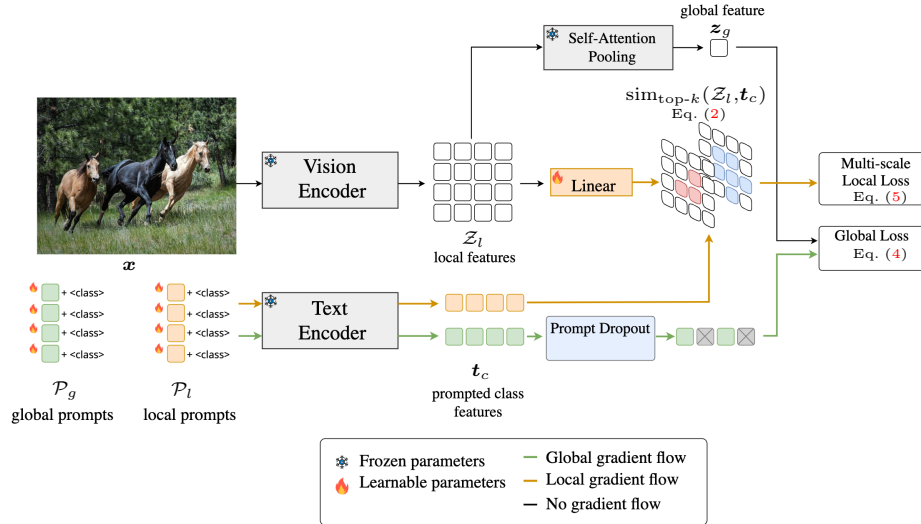 global feature
z_g
Self-Attention
Pooling
sim_top-k(Z_l, t_c)
Eq. (2)
Vision
Encoder
Linear
Multi-scale
Local Loss
Eq. (5)
Z_l
local features
x
Global Loss
Eq. (4)
+ <class> + <class>
+ <class> + <class>
+ <class> + <class>
+ <class> + <class>
Text
Encoder
Prompt Dropout
P_g
global prompts
P_l
local prompts
t_c
prompted class
features
Frozen parameters
Learnable parameters
Global gradient flow
Local gradient flow
No gradient flow